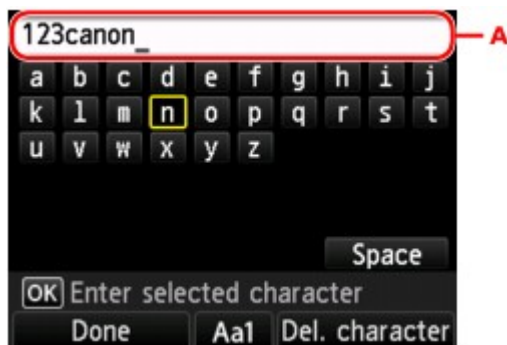 123canon_
A
a b c d e f g h i j
k l m n o p q r s t
u v w x y z
Space
OK Enter selected character
Done Aa1 Del. character